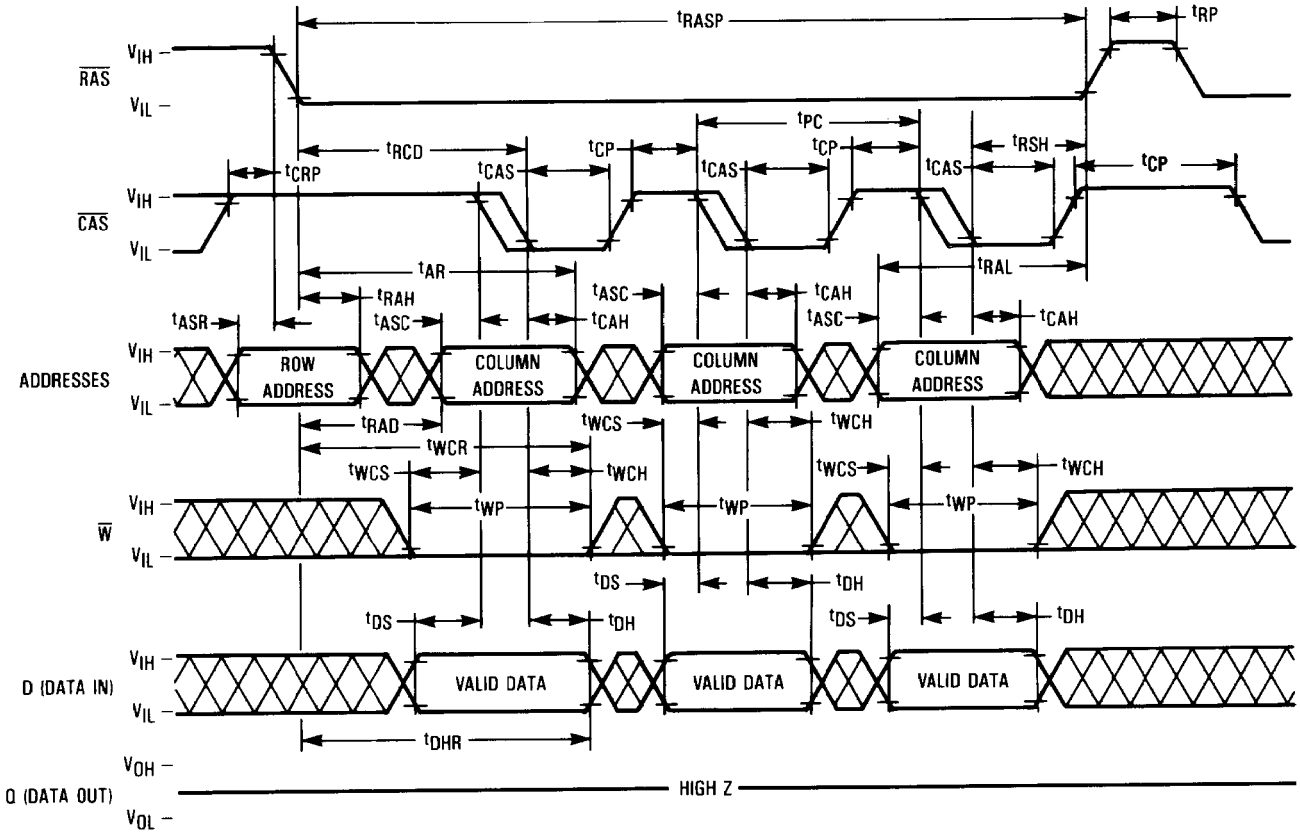 tRASP
tRP
VIH
RAS
VIL
tPC
tRCD
tCP
tCP
tRSH
tCRP
tCAS
tCAS
tCAS
tCP
VIH
CAS
VIL
tAR
tRAL
tRAH
tASC
tCAH
tASR
tASC
tCAH
tASC
tCAH
VIH
ADDRESSES
VIL
ROW ADDRESS
COLUMN ADDRESS
COLUMN ADDRESS
COLUMN ADDRESS
tRAD
tWCS
tWCH
tWCR
tWCS
tWCH
tWCS
tWCH
VIH
W
VIL
tWP
tWP
tWP
tDS
tDH
tDS
tDH
tDS
tDH
VIH
D (DATA IN)
VIL
VALID DATA
VALID DATA
VALID DATA
tDHR
VOH
Q (DATA OUT)
HIGH Z
VOL